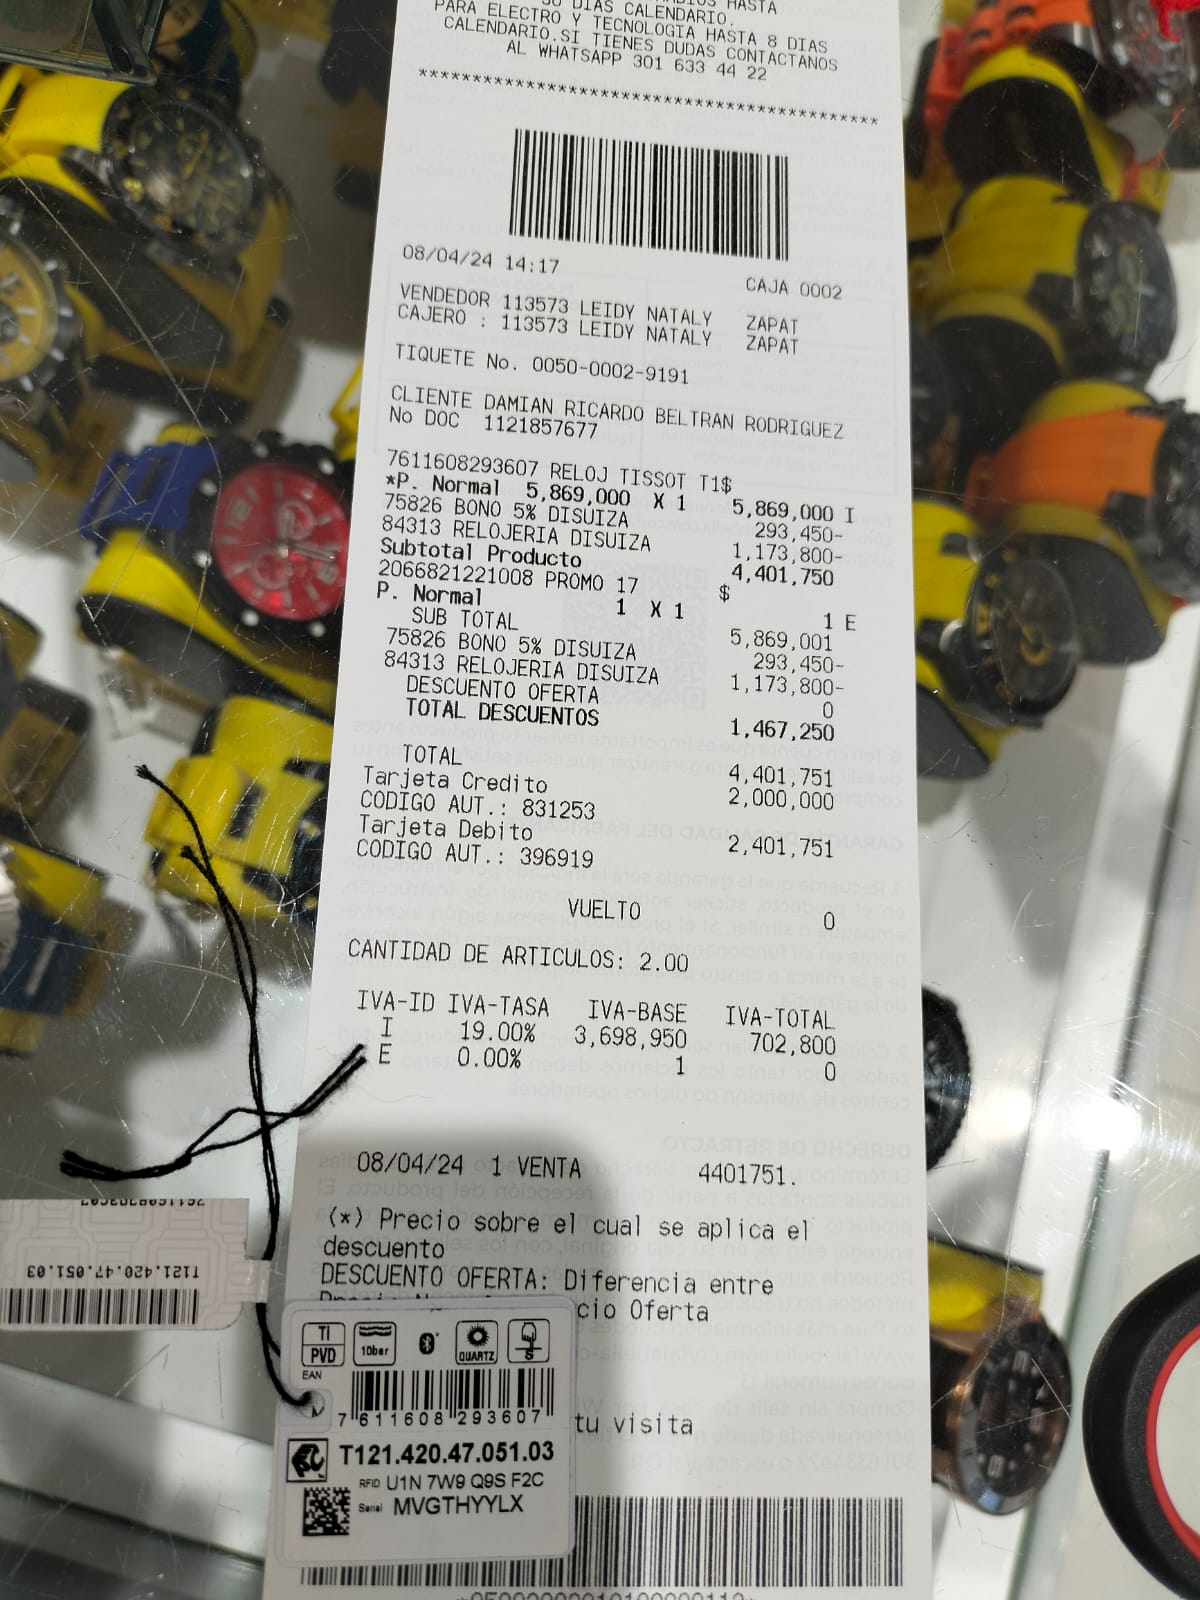 DIAS CALENDARIO.
PARA ELECTRO Y TECNOLOGIA HASTA 8 DIAS
CALENDARIO.SI TIENES DUDAS CONTACTANOS
AL WHATSAPP 301 633 44 22
08/04/24 14:17 CAJA 0002
VENDEDOR 113573 LEIDY NATALY ZAPAT
CAJERO : 113573 LEIDY NATALY ZAPAT
TIQUETE No. 0050-0002-9191
CLIENTE DAMIAN RICARDO BELTRAN RODRIGUEZ
No DOC 1121857677
7611608293607 RELOJ TISSOT T1$
*P. Normal 5,869,000 X 1 5,869,000 I
75826 BONO 5% DISUIZA 293,450-
84313 RELOJERIA DISUIZA 1,173,800-
Subtotal Producto 4,401,750
2066821221008 PROMO 17 $
P. Normal 1 X 1 1 E
SUB TOTAL 5,869,001
75826 BONO 5% DISUIZA 293,450-
84313 RELOJERIA DISUIZA 1,173,800-
DESCUENTO OFERTA 0
TOTAL DESCUENTOS 1,467,250
TOTAL 4,401,751
Tarjeta Credito 2,000,000
CODIGO AUT.: 831253
Tarjeta Debito 2,401,751
CODIGO AUT.: 396919
VUELTO 0
CANTIDAD DE ARTICULOS: 2.00
IVA-ID IVA-TASA IVA-BASE IVA-TOTAL
I 19.00% 3,698,950 702,800
E 0.00% 1 0
08/04/24 1 VENTA 4401751.
(*) Precio sobre el cual se aplica el
descuento
DESCUENTO OFERTA: Diferencia entre
cio Oferta
tu visita
T121.420.47.051.03
TI
PVD
10bar
QUARTZ
S
EAN
7 611608 293607
T121.420.47.051.03
RFID U1N 7W9 Q9S F2C
Serial MVGTHYYLX